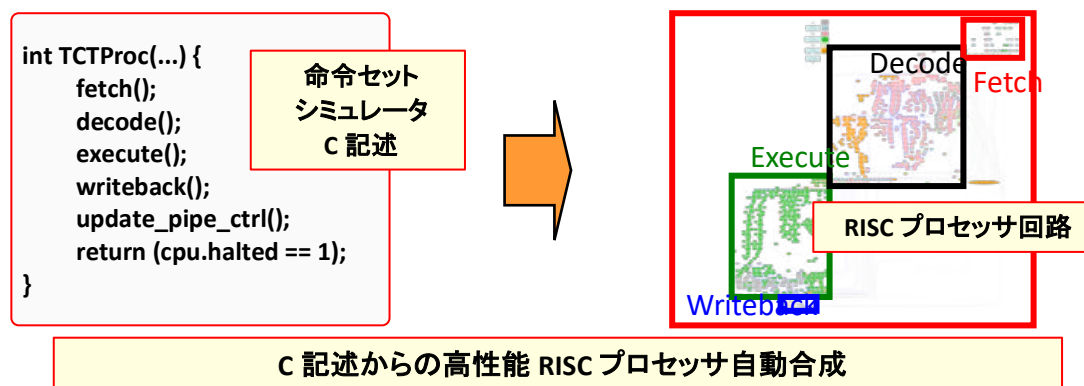 int TCTProc(...) {
fetch();
decode();
execute();
writeback();
update_pipe_ctrl();
return (cpu.halted == 1);
}
命令セット
シミュレータ
C 記述
Decode
Fetch
Execute
RISC プロセッサ回路
Writeback
C 記述からの高性能 RISC プロセッサ自動合成